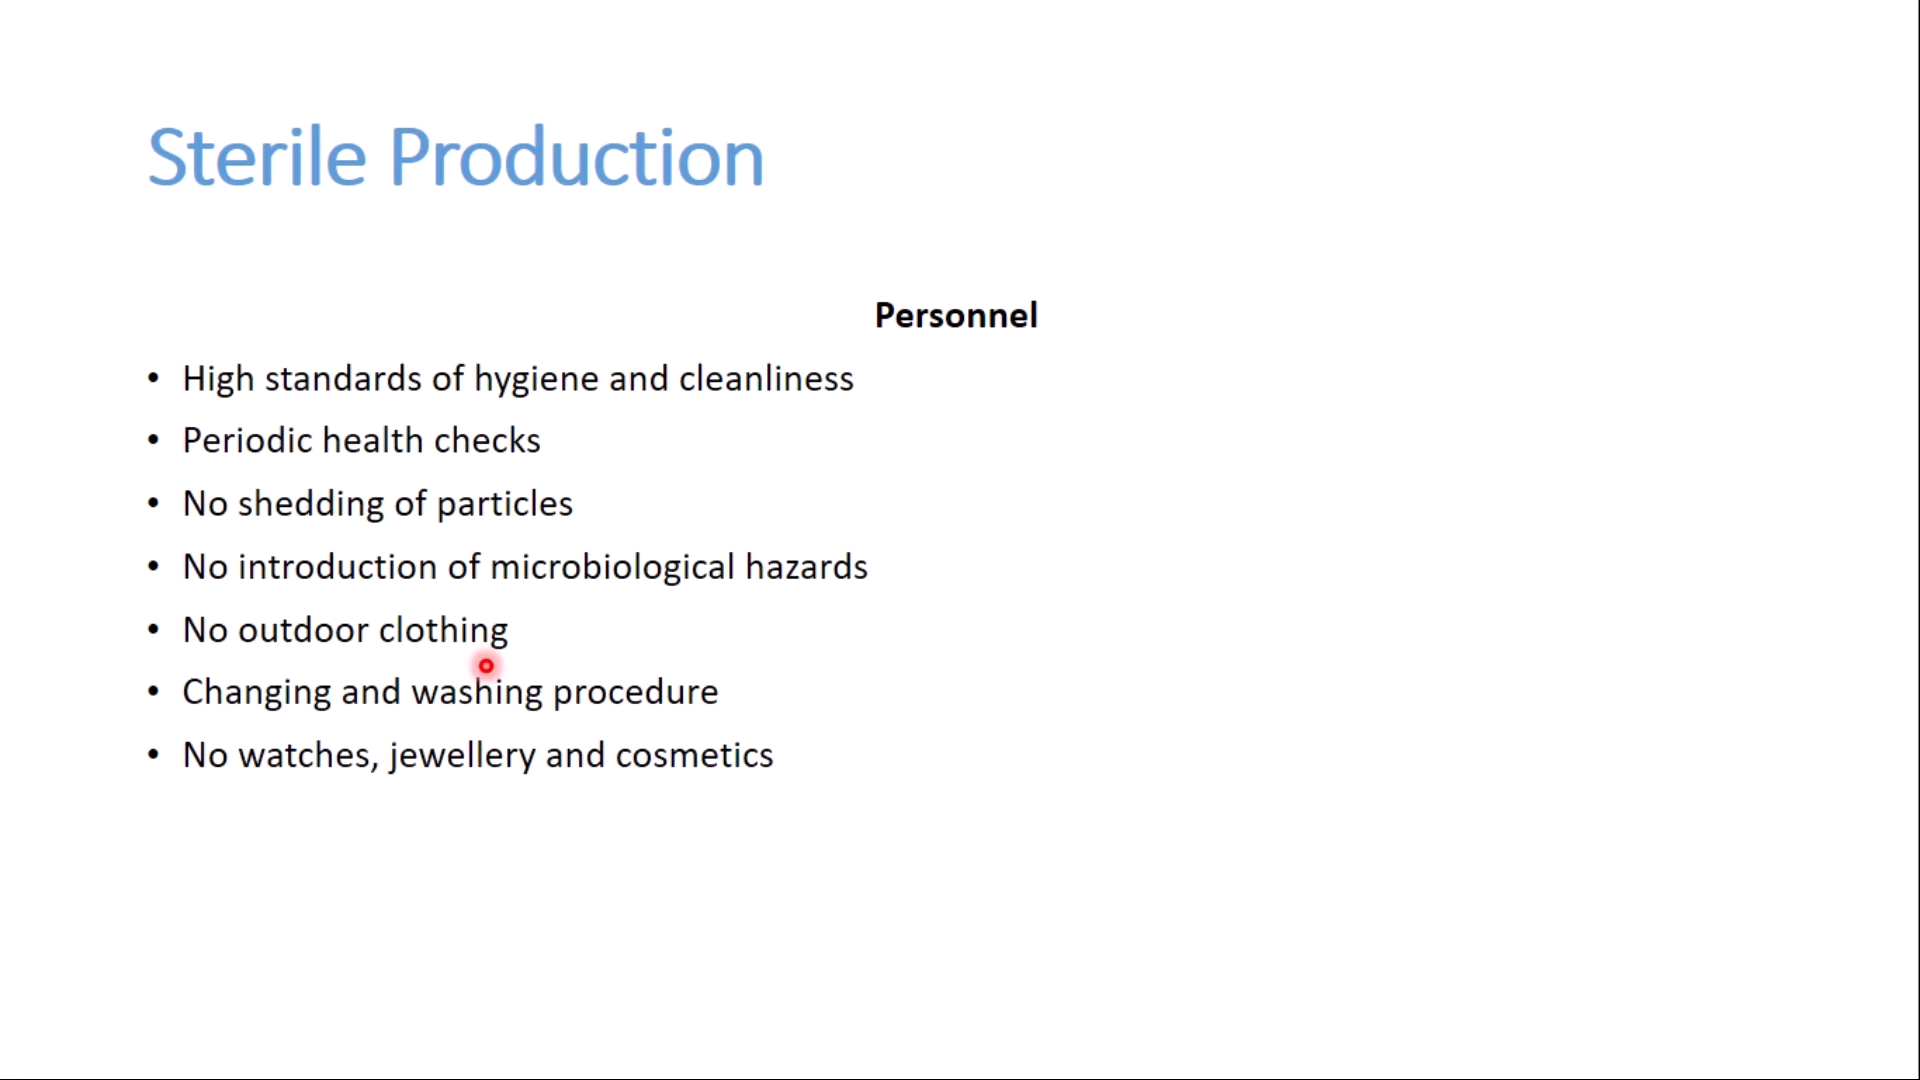 Sterile Production
Personnel
• High standards of hygiene and cleanliness
• Periodic health checks
• No shedding of particles
• No introduction of microbiological hazards
• No outdoor clothing
• Changing and washing procedure
• No watches, jewellery and cosmetics